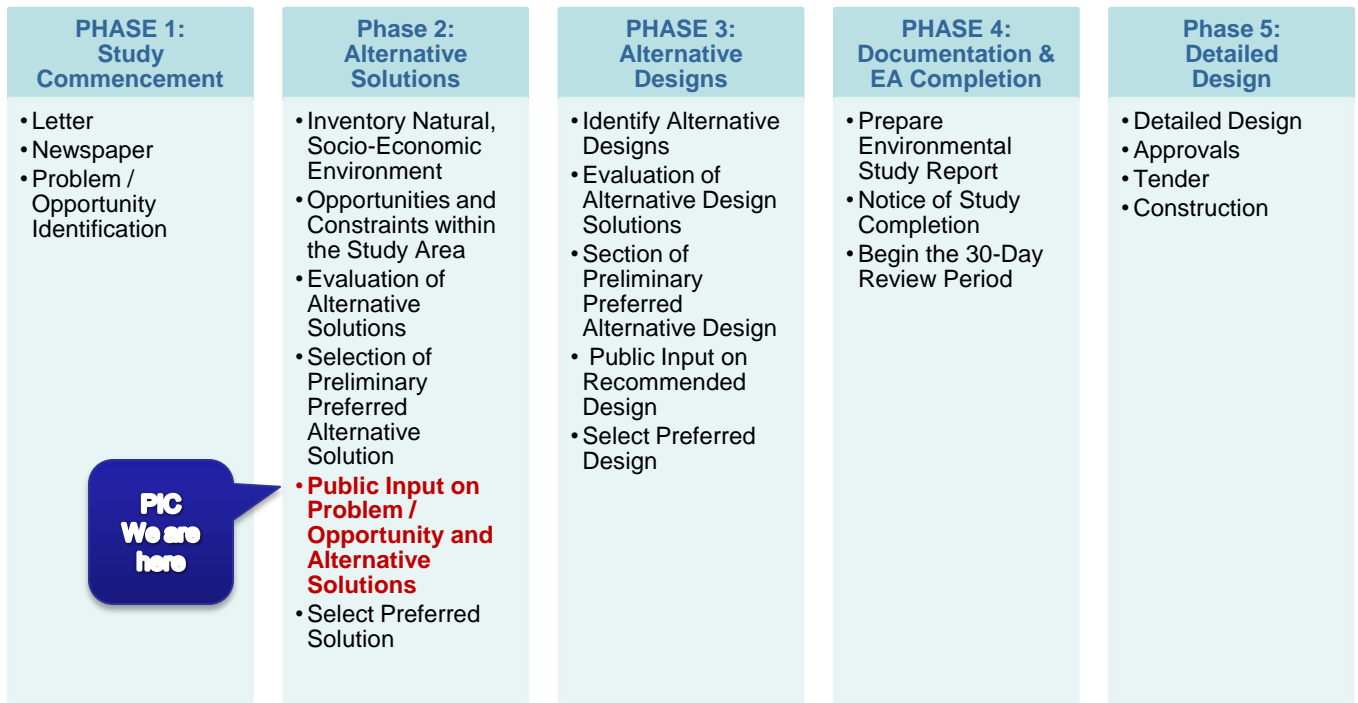 PHASE 1:
Study
Commencement
• Letter
• Newspaper
• Problem /
Opportunity
Identification
Phase 2:
Alternative
Solutions
• Inventory Natural,
Socio-Economic
Environment
• Opportunities and
Constraints within
the Study Area
• Evaluation of
Alternative
Solutions
• Selection of
Preliminary
Preferred
Alternative
Solution
• Public Input on
Problem /
Opportunity and
Alternative
Solutions
• Select Preferred
Solution
PIC
We are
here
PHASE 3:
Alternative
Designs
• Identify Alternative
Designs
• Evaluation of
Alternative Design
Solutions
• Section of
Preliminary
Preferred
Alternative Design
• Public Input on
Recommended
Design
• Select Preferred
Design
PHASE 4:
Documentation &
EA Completion
• Prepare
Environmental
Study Report
• Notice of Study
Completion
• Begin the 30-Day
Review Period
Phase 5:
Detailed
Design
• Detailed Design
• Approvals
• Tender
• Construction